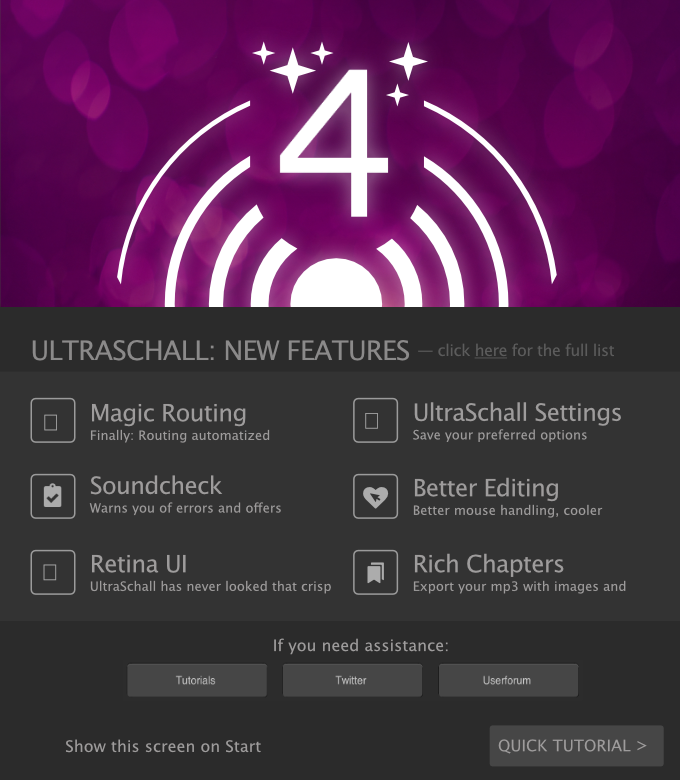 4
ULTRASCHALL: NEW FEATURES — click here for the full list
Magic Routing
Finally: Routing automatized
UltraSchall Settings
Save your preferred options
Soundcheck
Warns you of errors and offers
Better Editing
Better mouse handling, cooler
Retina UI
UltraSchall has never looked that crisp
Rich Chapters
Export your mp3 with images and
If you need assistance:
Tutorials
Twitter
Userforum
Show this screen on Start
QUICK TUTORIAL >